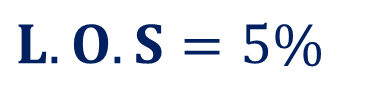 L. O. S = 5%